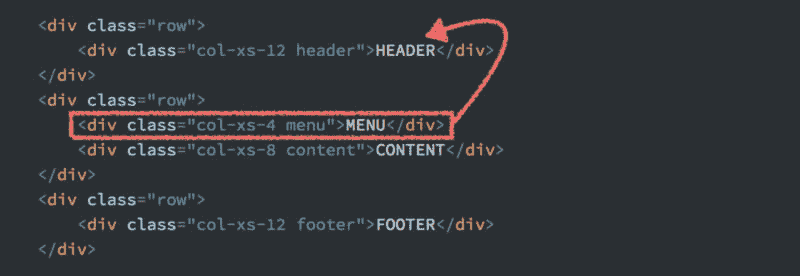 <div class="row">
<div class="col-xs-12 header">HEADER</div>
</div>
<div class="row">
<div class="col-xs-4 menu">MENU</div>
<div class="col-xs-8 content">CONTENT</div>
</div>
<div class="row">
<div class="col-xs-12 footer">FOOTER</div>
</div>